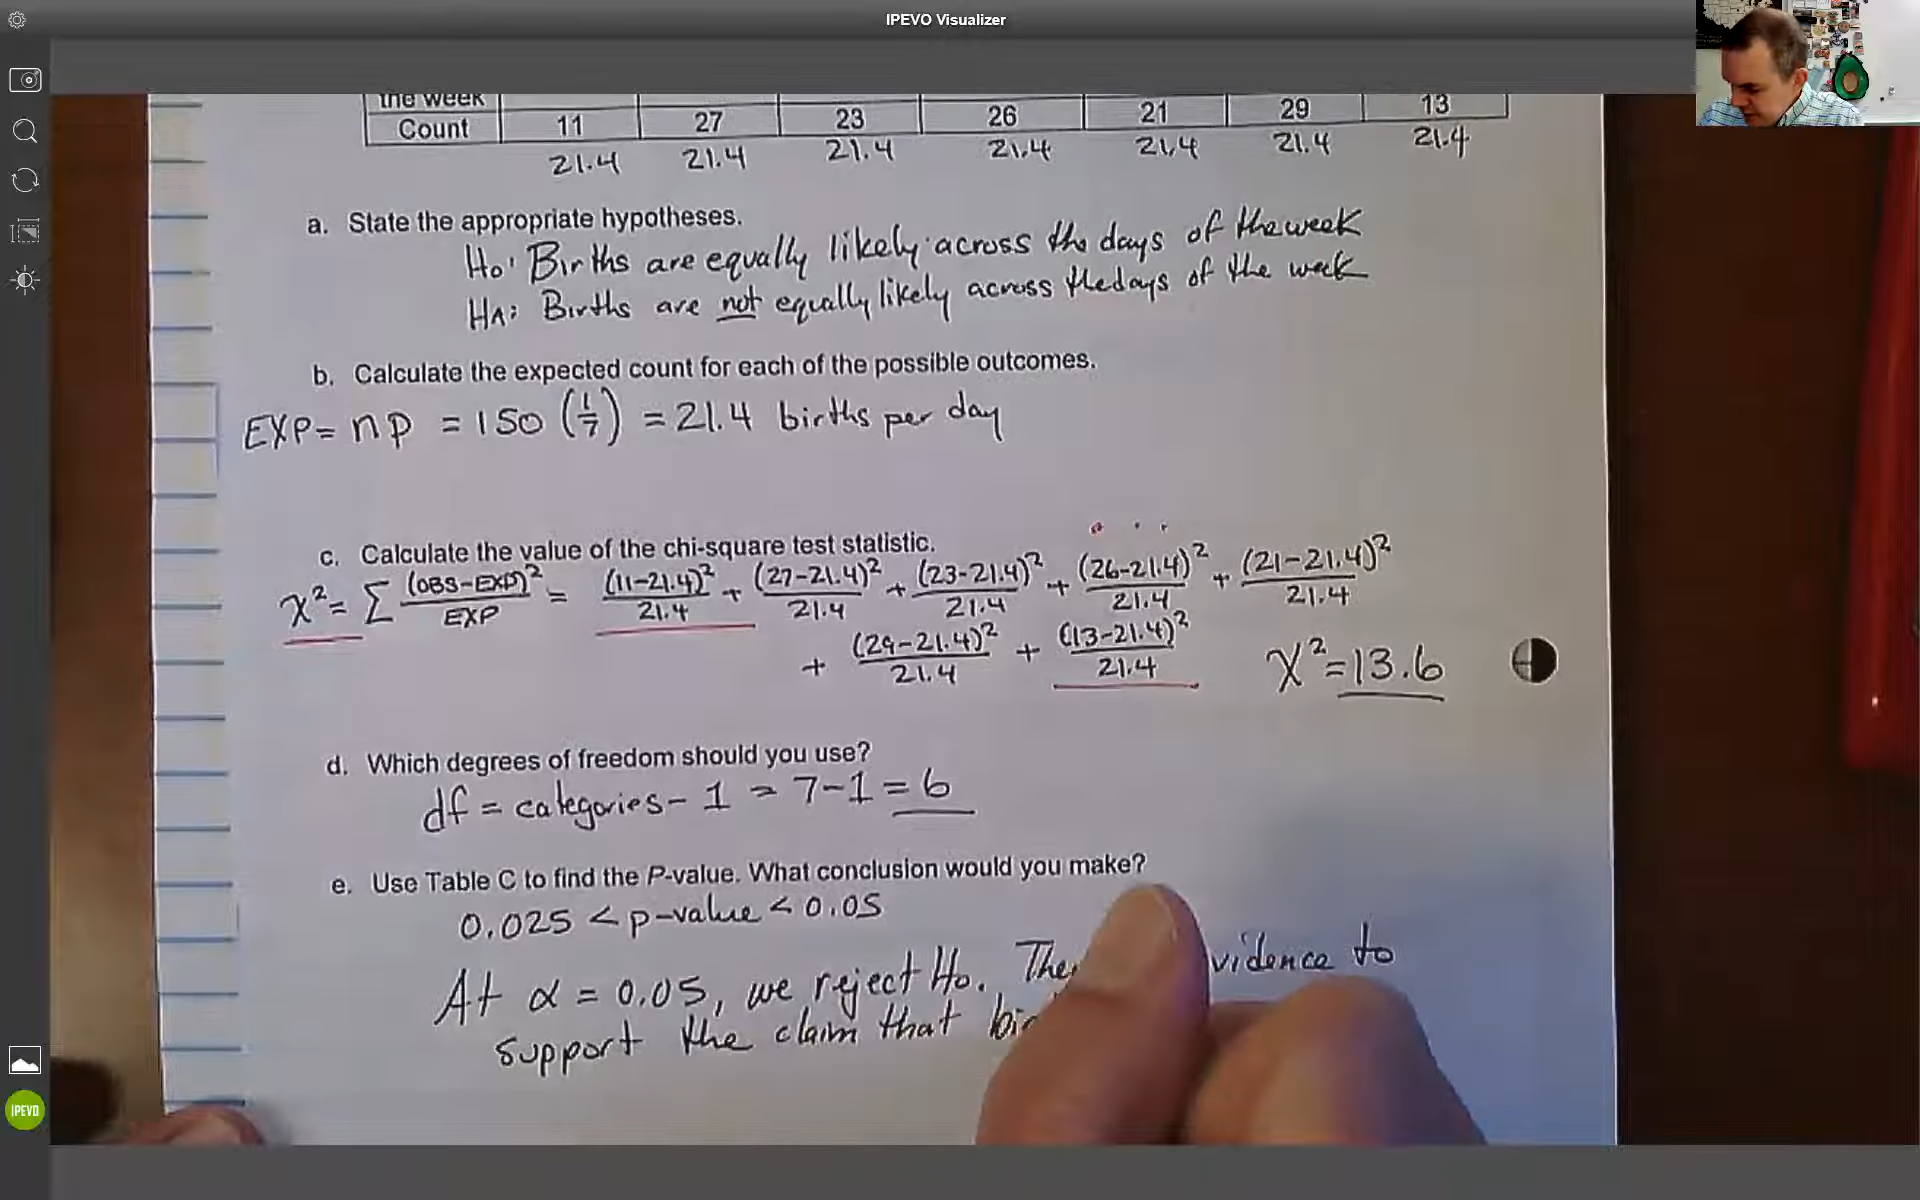 IPEVO Visualizer
the week
Count 11 27 23 26 21 29 13
21.4 21.4 21.4 21.4 21.4 21.4 21.4
a. State the appropriate hypotheses.
H₀: Births are equally likely across the days of the week
HA: Births are not equally likely across the days of the week
b. Calculate the expected count for each of the possible outcomes.
EXP = np = 150 (1/7) = 21.4 births per day
c. Calculate the value of the chi-square test statistic.
χ² = Σ (OBS-EXP)²/EXP = (11-21.4)²/21.4 + (27-21.4)²/21.4 + (23-21.4)²/21.4 + (26-21.4)²/21.4 + (21-21.4)²/21.4
+ (29-21.4)²/21.4 + (13-21.4)²/21.4 χ² = 13.6
d. Which degrees of freedom should you use?
df = categories - 1 = 7-1 = 6
e. Use Table C to find the P-value. What conclusion would you make?
0.025 < p-value < 0.05
At α = 0.05, we reject H₀. The vidence to
support the claim that bi
IPEVO